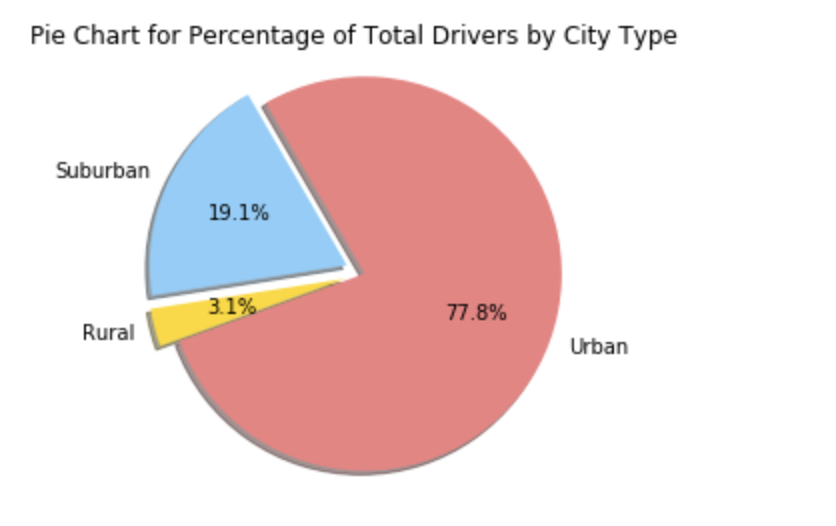 Pie Chart for Percentage of Total Drivers by City Type
Suburban
19.1%
3.1%
Rural
77.8%
Urban